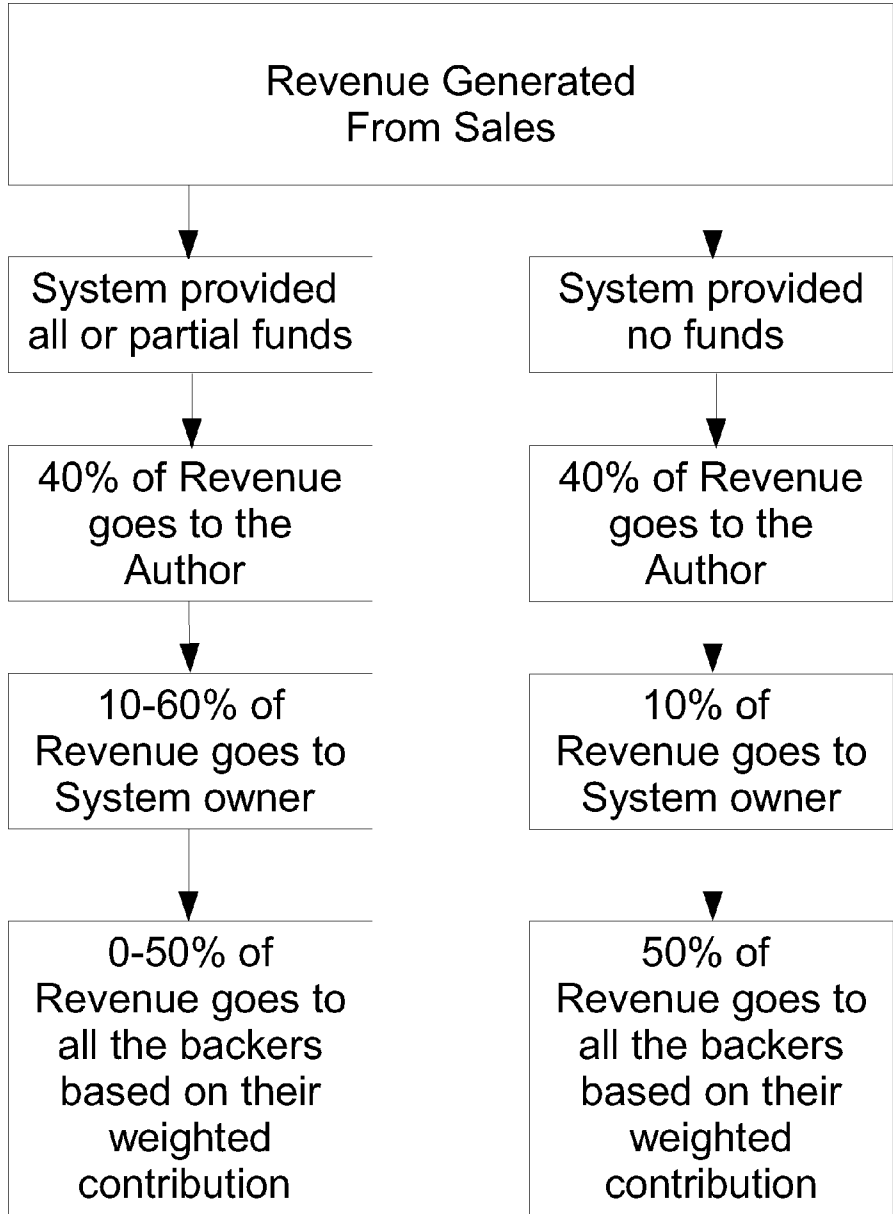 Revenue Generated
From Sales
System provided
all or partial funds
System provided
no funds
40% of Revenue
goes to the
Author
40% of Revenue
goes to the
Author
10-60% of
Revenue goes to
System owner
10% of
Revenue goes to
System owner
0-50% of
Revenue goes to
all the backers
based on their
weighted
contribution
50% of
Revenue goes to
all the backers
based on their
weighted
contribution